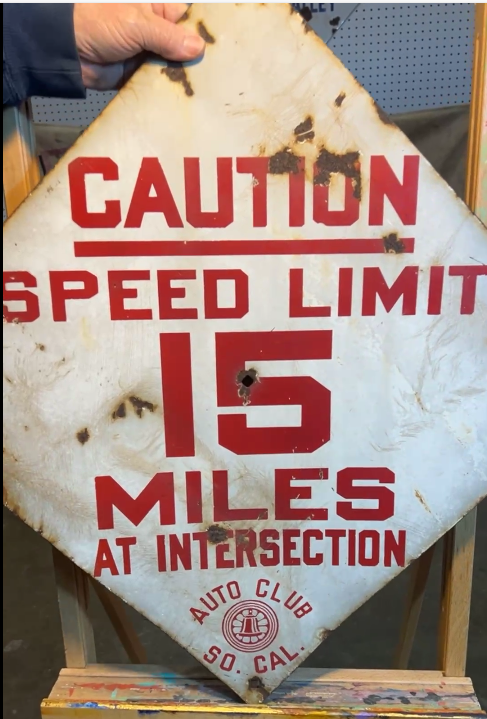 CAUTION
SPEED LIMIT
15
MILES
AT INTERSECTION
AUTO CLUB
SO. CAL.